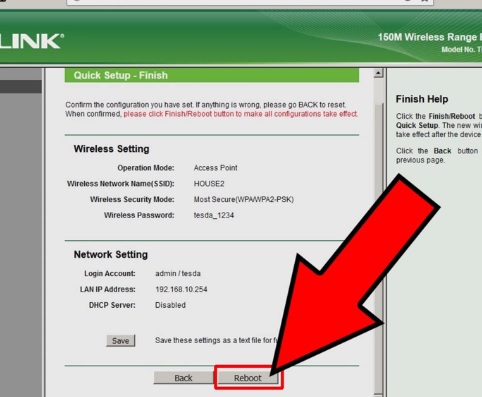 LINK®
150M Wireless Range
Model No.
Quick Setup - Finish
Confirm the configuration you have set. If anything is wrong, please go BACK to reset.
When confirmed, please click Finish/Reboot button to make all configurations take effect.
Wireless Setting
Operation Mode: Access Point
Wireless Network Name(SSID): HOUSE2
Wireless Security Mode: Most Secure(WPA/WPA2-PSK)
Wireless Password: tesda_1234
Network Setting
Login Account: admin / tesda
LAN IP Address: 192.168.10.254
DHCP Server: Disabled
Save Save these settings as a text file for
Back Reboot
Finish Help
Click the Finish/Reboot
Quick Setup. The new
take effect after the device
Click the Back button
previous page.